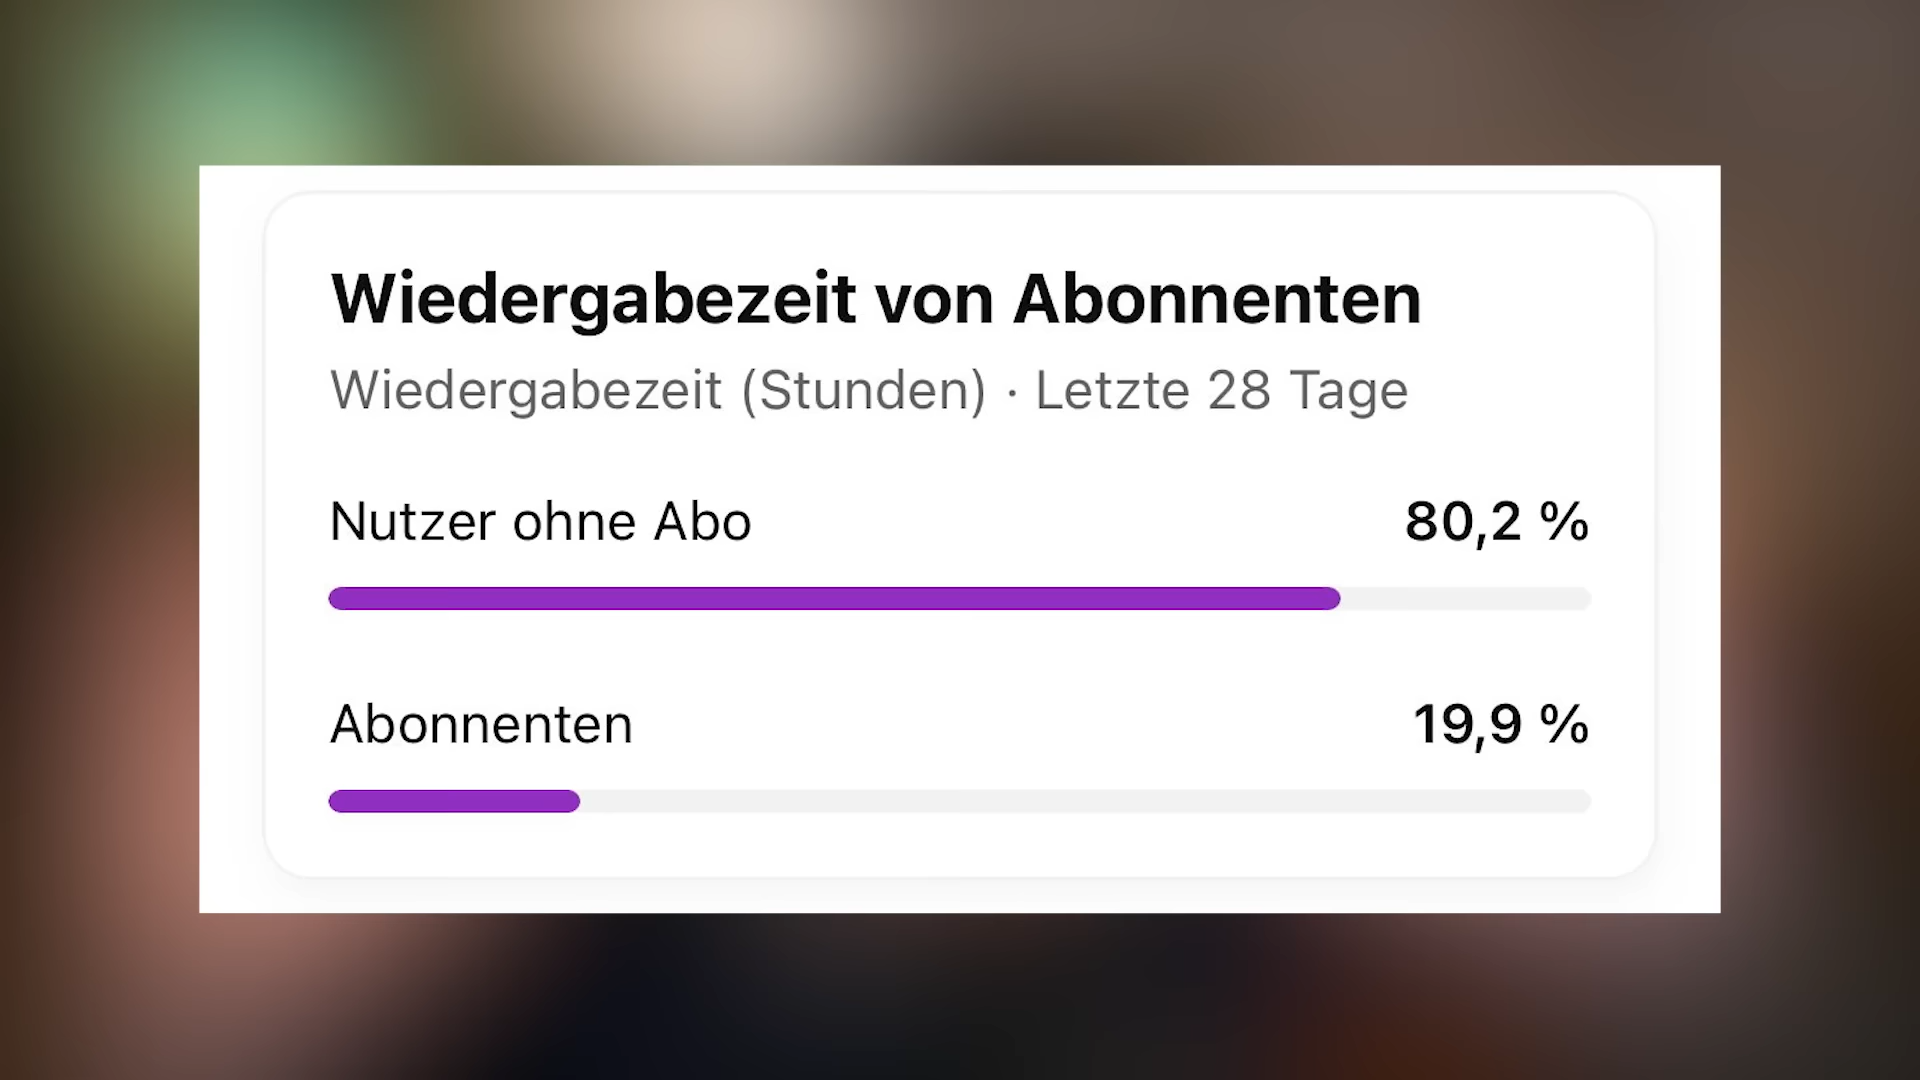 Wiedergabezeit von Abonnenten
Wiedergabezeit (Stunden) · Letzte 28 Tage
Nutzer ohne Abo 80,2 %
Abonnenten 19,9 %